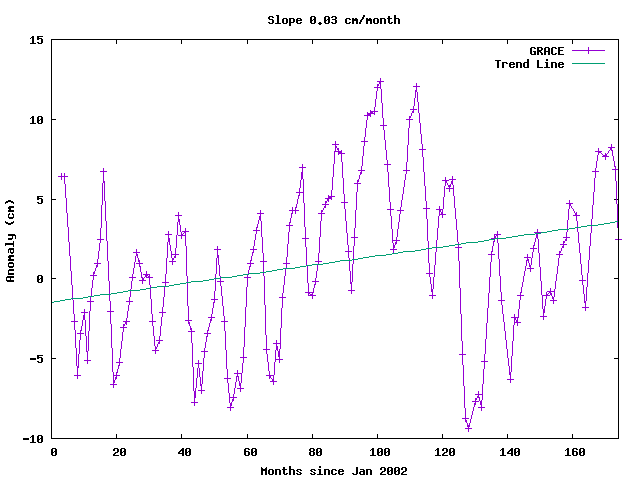 Slope 0.03 cm/month
GRACE
Trend Line
Anomaly (cm)
15
10
5
0
-5
-10
0 20 40 60 80 100 120 140 160
Months since Jan 2002